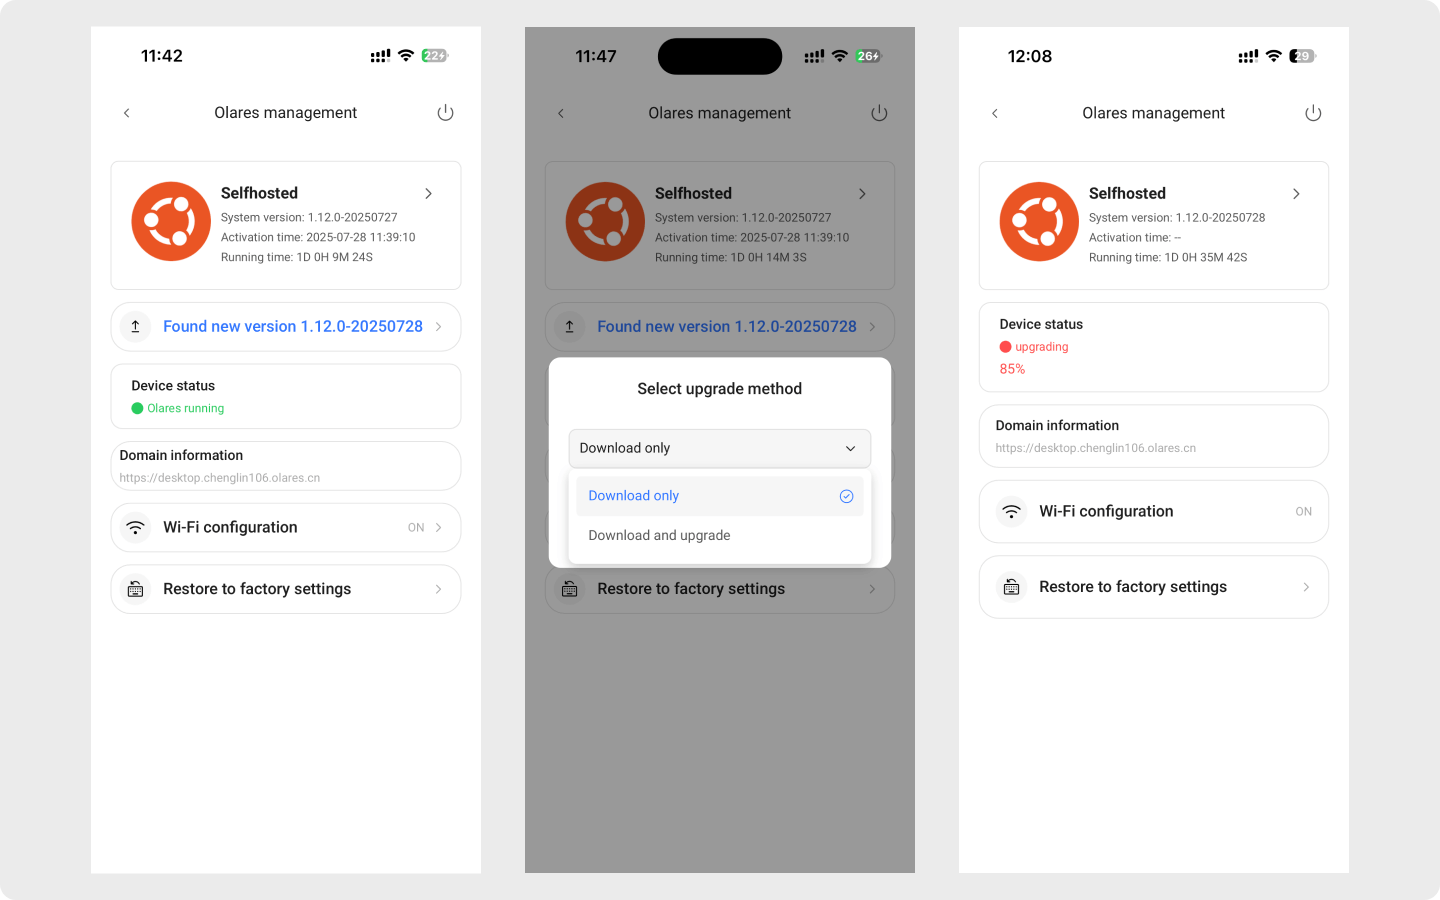 11:42
22
Olares management
Selfhosted
System version: 1.12.0-20250727
Activation time: 2025-07-28 11:39:10
Running time: 1D 0H 9M 24S
Found new version 1.12.0-20250728
Device status
Olares running
Domain information
https://desktop.chenglin106.olares.cn
Wi-Fi configuration
ON
Restore to factory settings
11:47
26
Olares management
Selfhosted
System version: 1.12.0-20250727
Activation time: 2025-07-28 11:39:10
Running time: 1D 0H 14M 3S
Found new version 1.12.0-20250728
Select upgrade method
Download only
Download only
Download and upgrade
Restore to factory settings
12:08
29
Olares management
Selfhosted
System version: 1.12.0-20250728
Activation time: --
Running time: 1D 0H 35M 42S
Device status
upgrading
85%
Domain information
https://desktop.chenglin106.olares.cn
Wi-Fi configuration
ON
Restore to factory settings